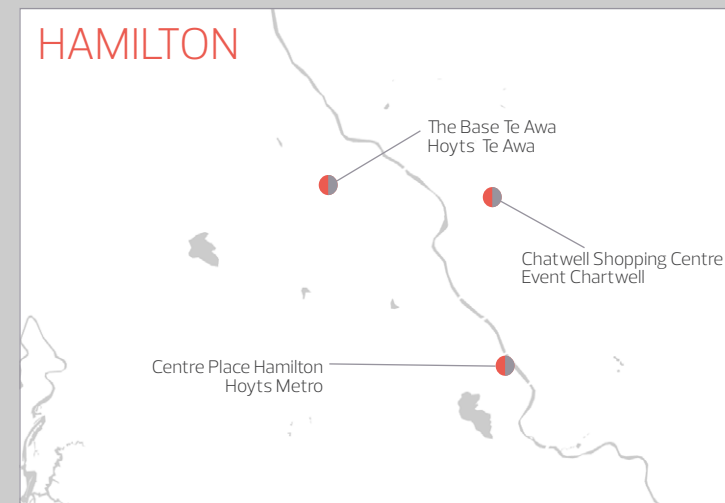 HAMILTON
The Base Te Awa
Hoyts Te Awa
Chatwell Shopping Centre
Event Chartwell
Centre Place Hamilton
Hoyts Metro